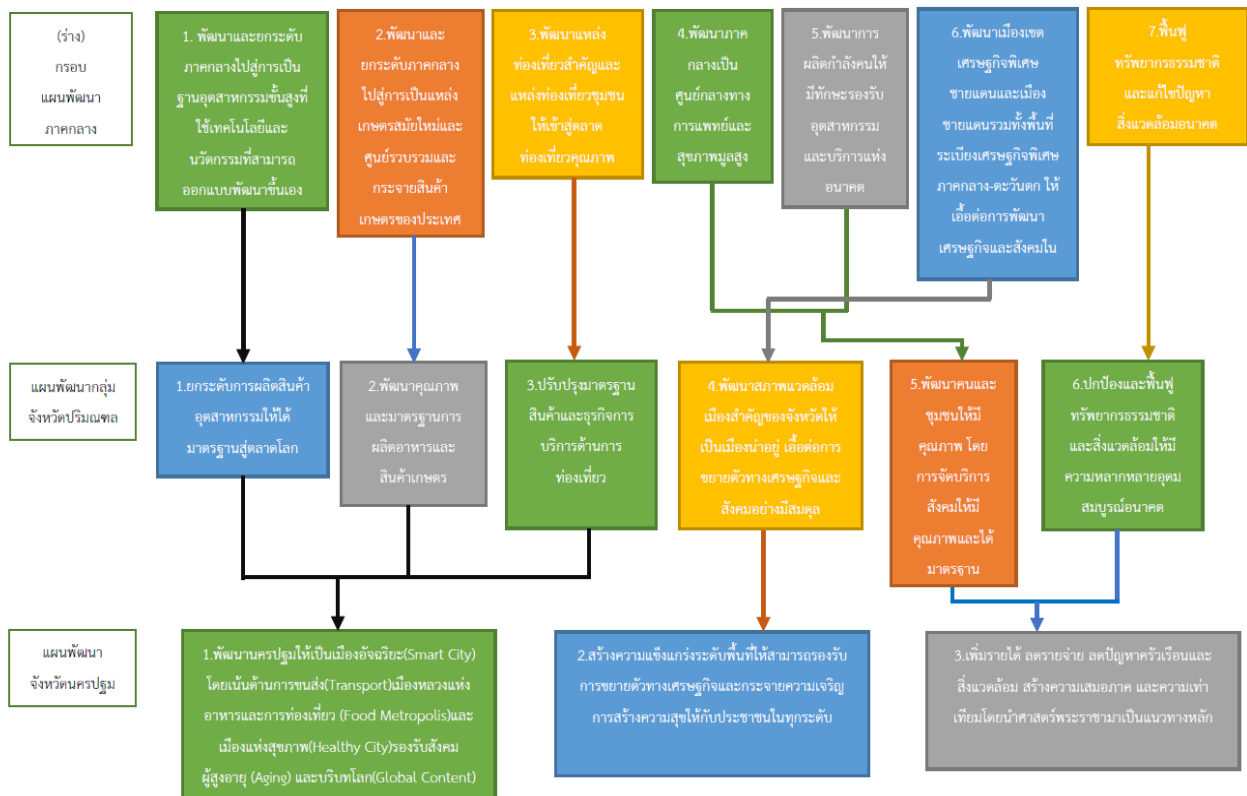 (ร่าง)
กรอบ
แผนพัฒนา
ภาคกลาง
1. พัฒนาและยกระดับ
ภาคกลางไปสู่การเป็น
ฐานอุตสาหกรรมขั้นสูงที่
ใช้เทคโนโลยีและ
นวัตกรรมที่สามารถ
ออกแบบพัฒนาขึ้นเอง
2.พัฒนาและ
ยกระดับภาคกลาง
ไปสู่การเป็นแหล่ง
เกษตรสมัยใหม่และ
ศูนย์รวบรวมและ
กระจายสินค้า
เกษตรของประเทศ
3.พัฒนาแหล่ง
ท่องเที่ยวสำคัญและ
แหล่งท่องเที่ยวชุมชน
ให้เข้าสู่ตลาด
ท่องเที่ยวคุณภาพ
4.พัฒนาภาค
กลางเป็น
ศูนย์กลางทาง
การแพทย์และ
สุขภาพมูลสูง
5.พัฒนาการ
ผลิตกำลังคนให้
มีทักษะรองรับ
อุตสาหกรรม
และบริการแห่ง
อนาคต
6.พัฒนาเมืองเขต
เศรษฐกิจพิเศษ
ชายแดนและเมือง
ชายแดนรวมทั้งพื้นที่
ระเบียงเศรษฐกิจพิเศษ
ภาคกลาง-ตะวันตก ให้
เอื้อต่อการพัฒนา
เศรษฐกิจและสังคมใน
7.ฟื้นฟู
ทรัพยากรธรรมชาติ
และแก้ไขปัญหา
สิ่งแวดล้อมอนาคต
แผนพัฒนากลุ่ม
จังหวัดปริมณฑล
1.ยกระดับการผลิตสินค้า
อุตสาหกรรมให้ได้
มาตรฐานสู่ตลาดโลก
2.พัฒนาคุณภาพ
และมาตรฐานการ
ผลิตอาหารและ
สินค้าเกษตร
3.ปรับปรุงมาตรฐาน
สินค้าและธุรกิจการ
บริการด้านการ
ท่องเที่ยว
4.พัฒนาสภาพแวดล้อม
เมืองสำคัญของจังหวัดให้
เป็นเมืองน่าอยู่ เอื้อต่อการ
ขยายตัวทางเศรษฐกิจและ
สังคมอย่างมีสมดุล
5.พัฒนาคนและ
ชุมชนให้มี
คุณภาพ โดย
การจัดบริการ
สังคมให้มี
คุณภาพและได้
มาตรฐาน
6.ปกป้องและฟื้นฟู
ทรัพยากรธรรมชาติ
และสิ่งแวดล้อมให้มี
ความหลากหลายอุดม
สมบูรณ์อนาคต
แผนพัฒนา
จังหวัดนครปฐม
1.พัฒนานครปฐมให้เป็นเมืองอัจฉริยะ(Smart City)
โดยเน้นด้านการขนส่ง(Transport)เมืองหลวงแห่ง
อาหารและการท่องเที่ยว (Food Metropolis)และ
เมืองแห่งสุขภาพ(Healthy City)รองรับสังคม
ผู้สูงอายุ (Aging) และบริบทโลก(Global Content)
2.สร้างความแข็งแกร่งระดับพื้นที่ให้สามารถรองรับ
การขยายตัวทางเศรษฐกิจและกระจายความเจริญ
การสร้างความสุขให้กับประชาชนในทุกระดับ
3.เพิ่มรายได้ ลดรายจ่าย ลดปัญหาครัวเรือนและ
สิ่งแวดล้อม สร้างความเสมอภาค และความเท่า
เทียมโดยนำศาสตร์พระราชามาเป็นแนวทางหลัก